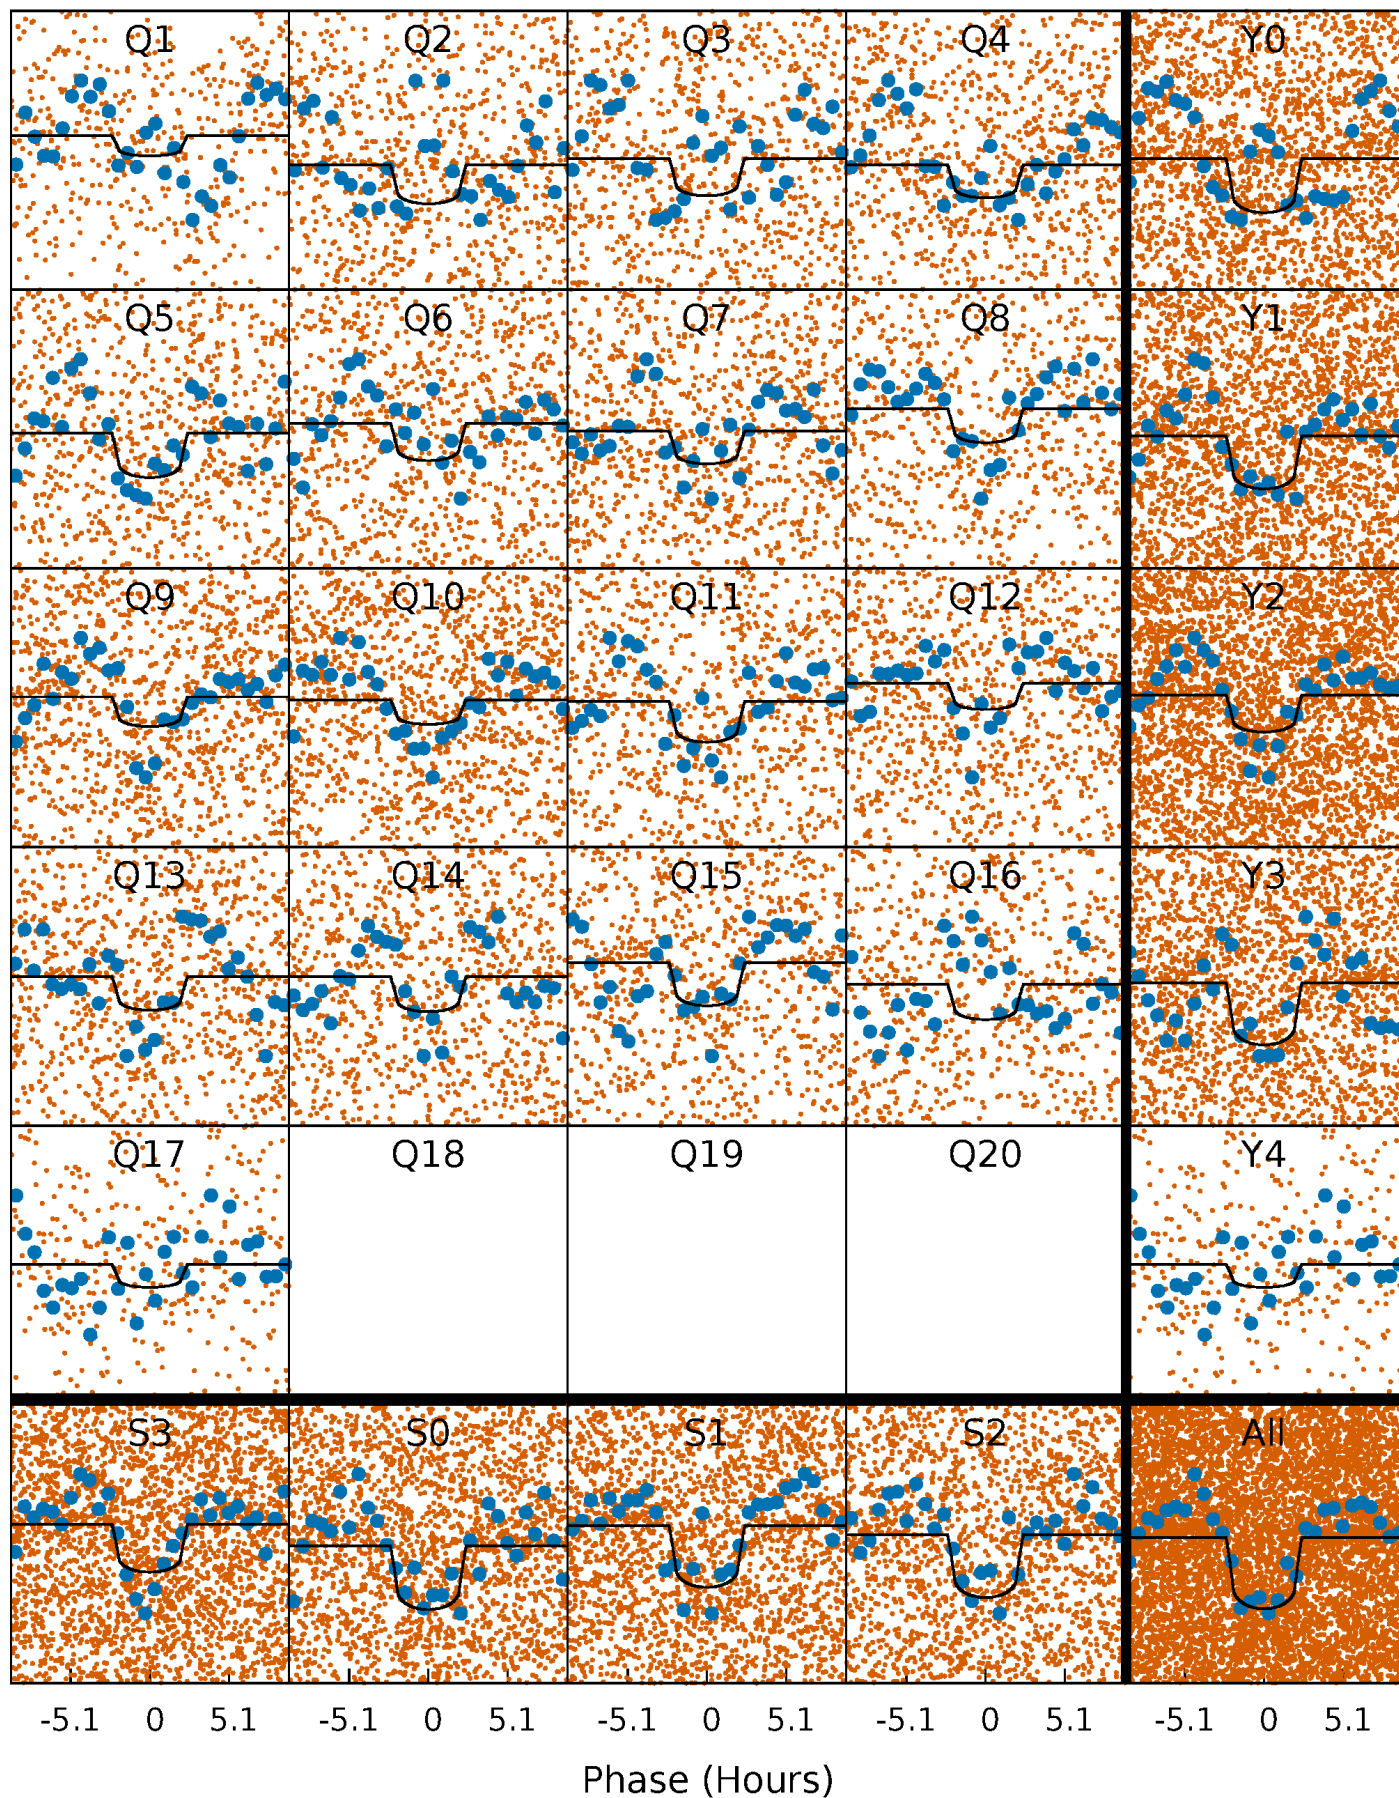 Q1 Q2 Q3 Q4 Y0
Q5 Q6 Q7 Q8 Y1
Q9 Q10 Q11 Q12 Y2
Q13 Q14 Q15 Q16 Y3
Q17 Q18 Q19 Q20 Y4
S3 S0 S1 S2 All
-5.1 0 5.1 -5.1 0 5.1 -5.1 0 5.1 -5.1 0 5.1 -5.1 0 5.1
Phase (Hours)